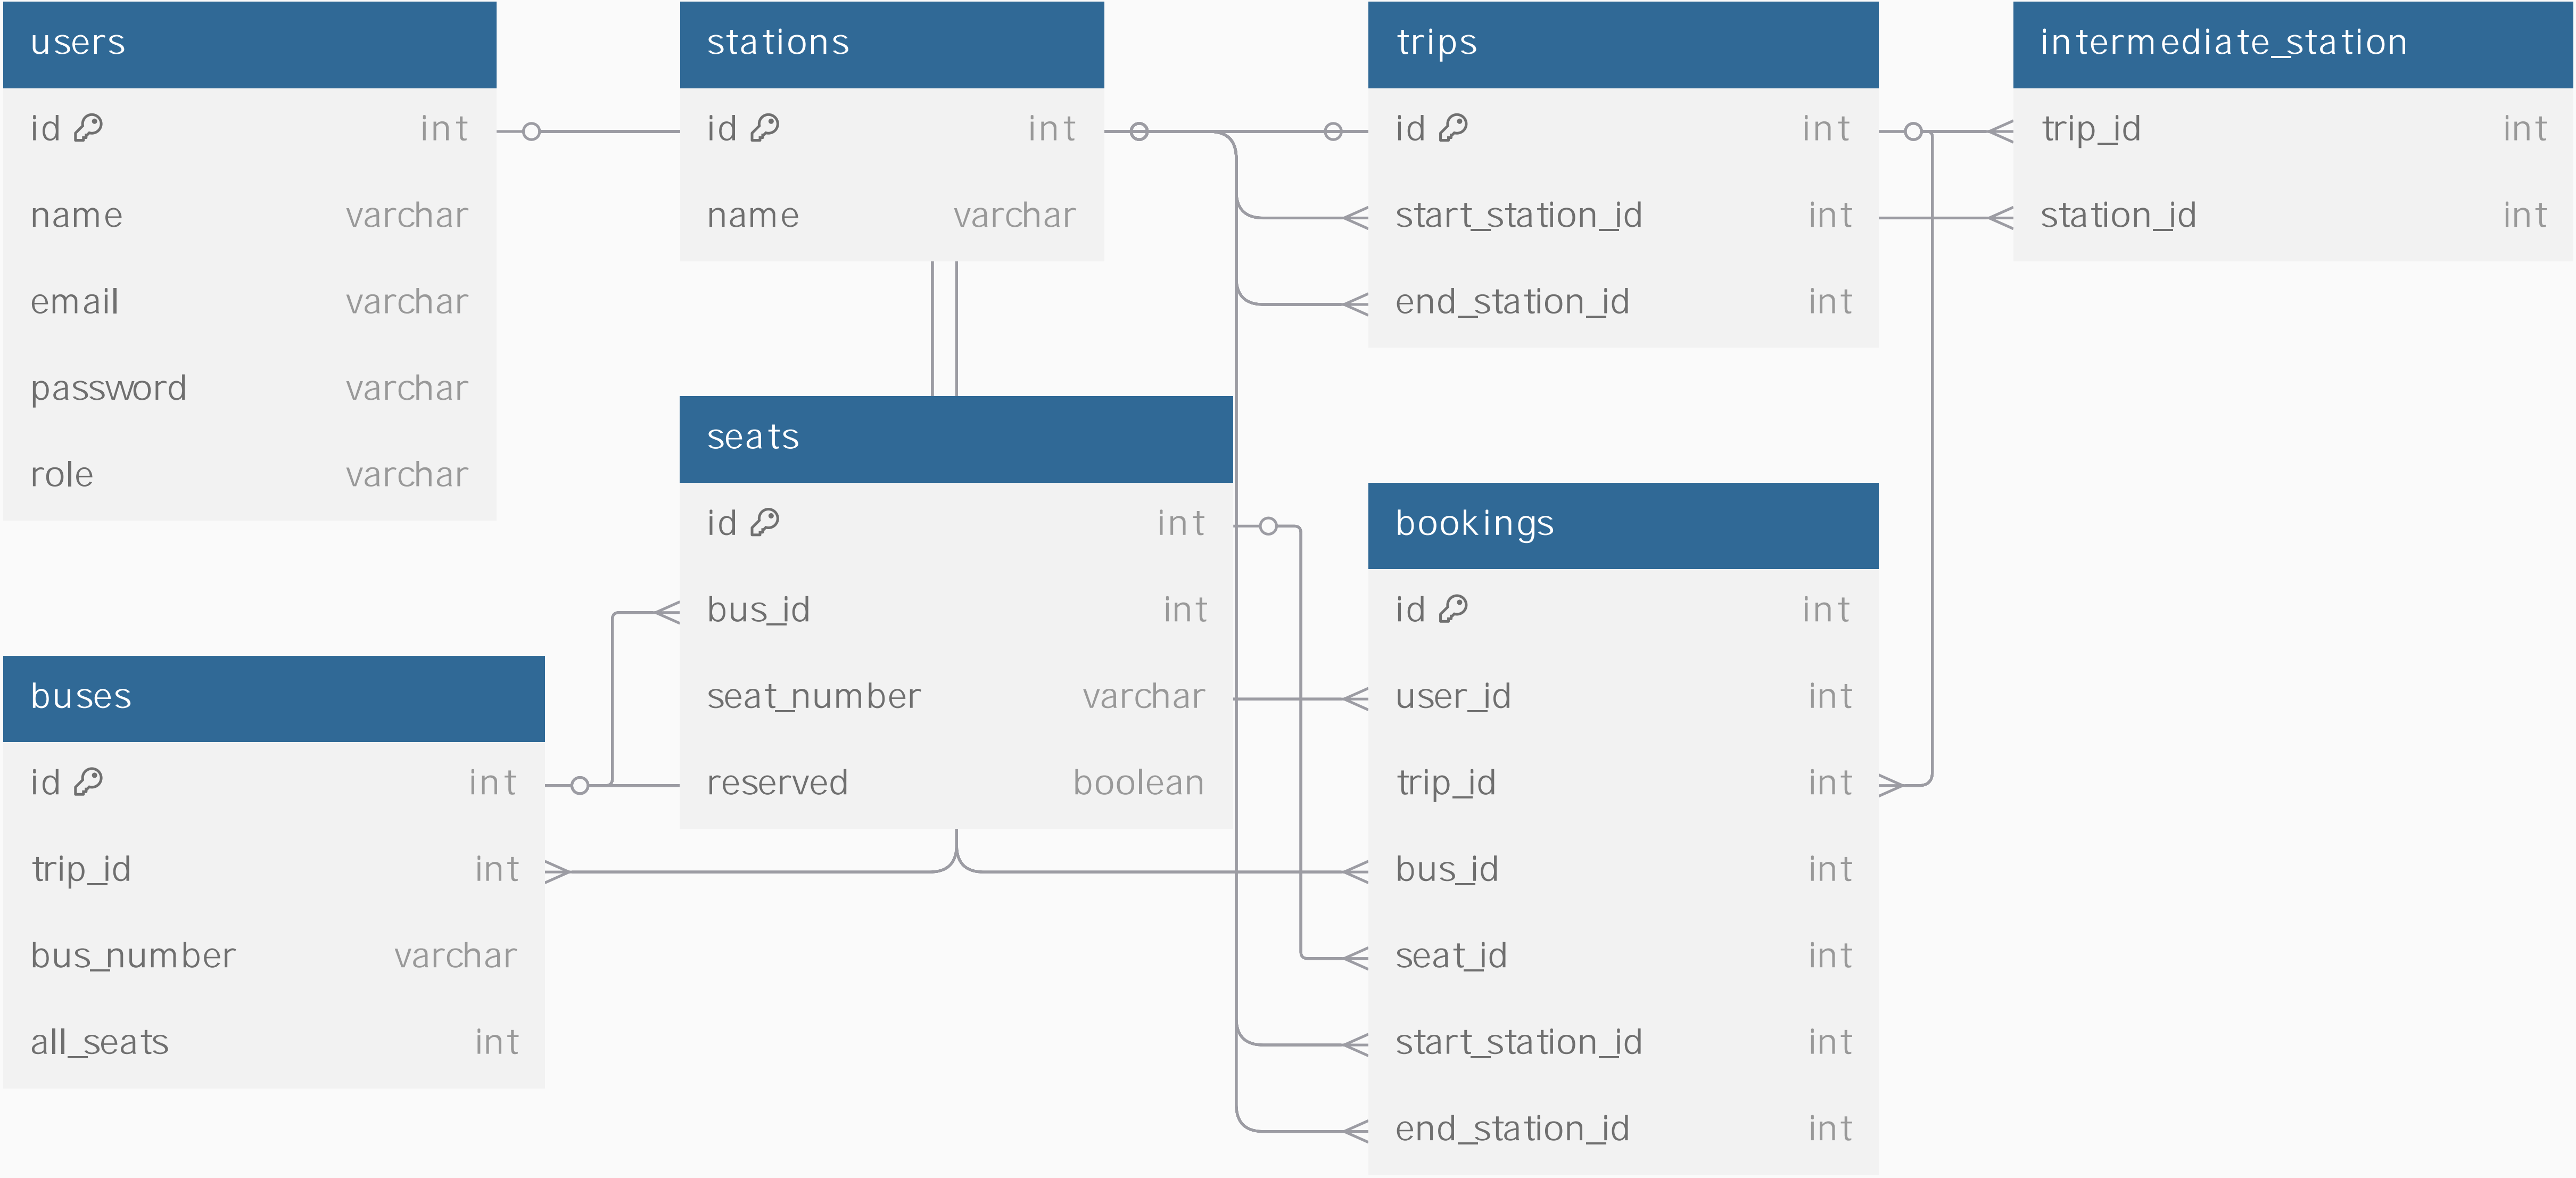 users
id int
name varchar
email varchar
password varchar
role varchar
stations
id int
name varchar
trips
id int
start_station_id int
end_station_id int
intermediate_station
trip_id int
station_id int
seats
id int
bus_id int
seat_number varchar
reserved boolean
bookings
id int
user_id int
trip_id int
bus_id int
seat_id int
start_station_id int
end_station_id int
buses
id int
trip_id int
bus_number varchar
all_seats int